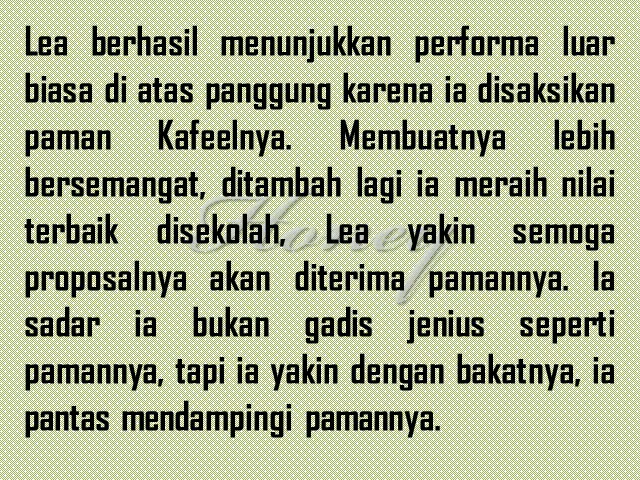 Lea berhasil menunjukkan performa luar
biasa di atas panggung karena ia disaksikan
paman Kafeelnya. Membuatnya lebih
bersemangat, ditambah lagi ia meraih nilai
terbaik disekolah, Lea yakin semoga
proposalnya akan diterima pamannya. Ia
sadar ia bukan gadis jenius seperti
pamannya, tapi ia yakin dengan bakatnya, ia
pantas mendampingi pamannya.
Honey